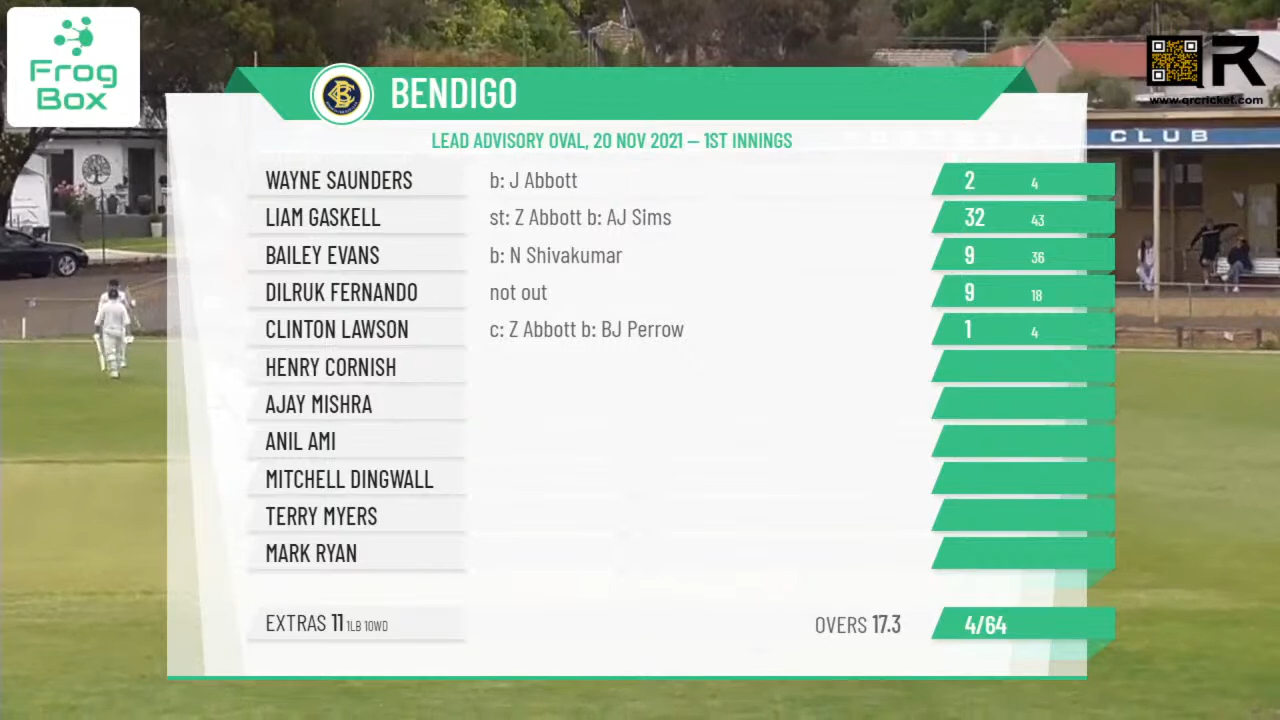 Frog
Box
BENDIGO
R
www.qrcricket.com
CLUB
LEAD ADVISORY OVAL, 20 NOV 2021 – 1ST INNINGS
WAYNE SAUNDERS b: J Abbott 2 4
LIAM GASKELL st: Z Abbott b: AJ Sims 32 43
BAILEY EVANS b: N Shivakumar 9 36
DILRUK FERNANDO not out 9 18
CLINTON LAWSON c: Z Abbott b: BJ Perrow 1 4
HENRY CORNISH
AJAY MISHRA
ANIL AMI
MITCHELL DINGWALL
TERRY MYERS
MARK RYAN
EXTRAS 11 1LB 10WD OVERS 17.3 4/64